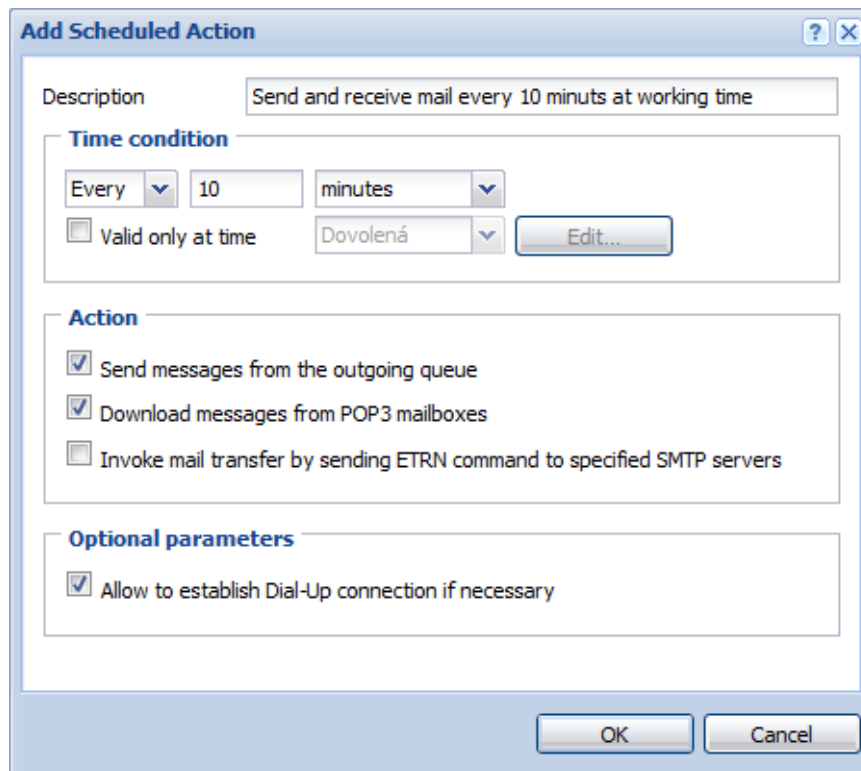 Add Scheduled Action
Description Send and receive mail every 10 minuts at working time
Time condition
Every 10 minutes
Valid only at time Dovolená Edit...
Action
Send messages from the outgoing queue
Download messages from POP3 mailboxes
Invoke mail transfer by sending ETRN command to specified SMTP servers
Optional parameters
Allow to establish Dial-Up connection if necessary
OK Cancel